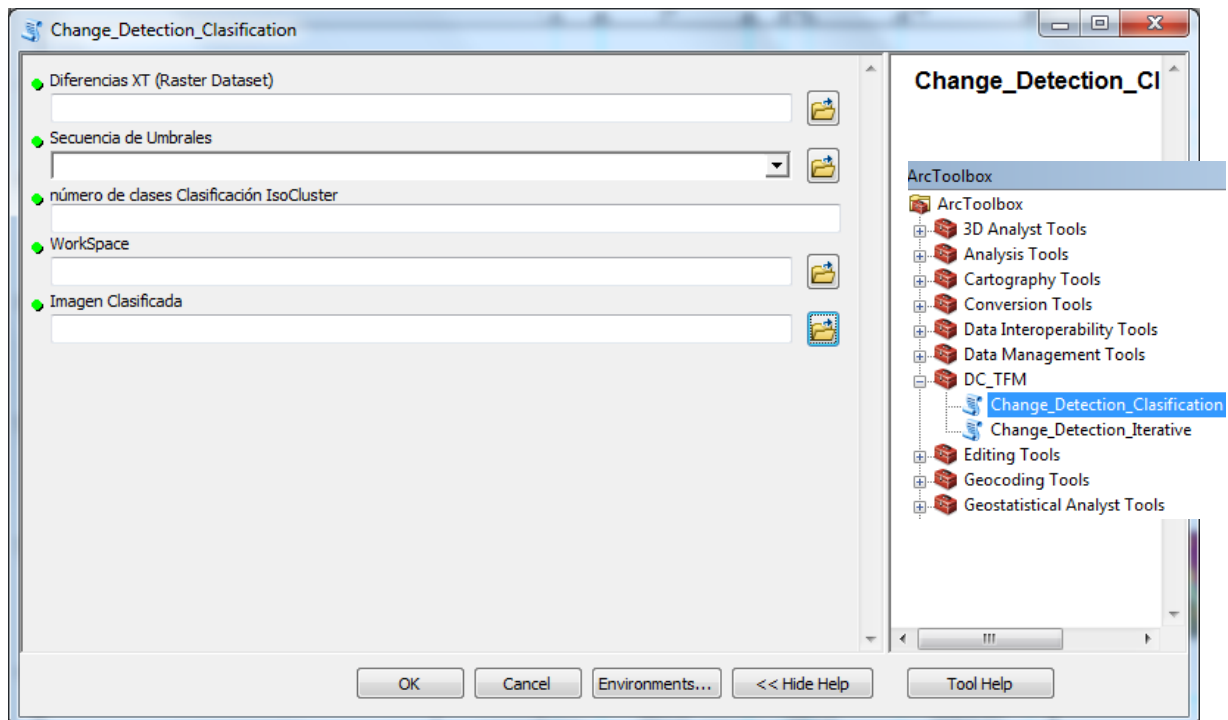 Change_Detection_Clasification
Diferencias XT (Raster Dataset)
Secuencia de Umbrales
número de clases Clasificación IsoCluster
WorkSpace
Imagen Clasificada
Change_Detection_Cl
ArcToolbox
ArcToolbox
3D Analyst Tools
Analysis Tools
Cartography Tools
Conversion Tools
Data Interoperability Tools
Data Management Tools
DC_TFM
Change_Detection_Clasification
Change_Detection_Iterative
Editing Tools
Geocoding Tools
Geostatistical Analyst Tools
OK
Cancel
Environments...
<< Hide Help
Tool Help